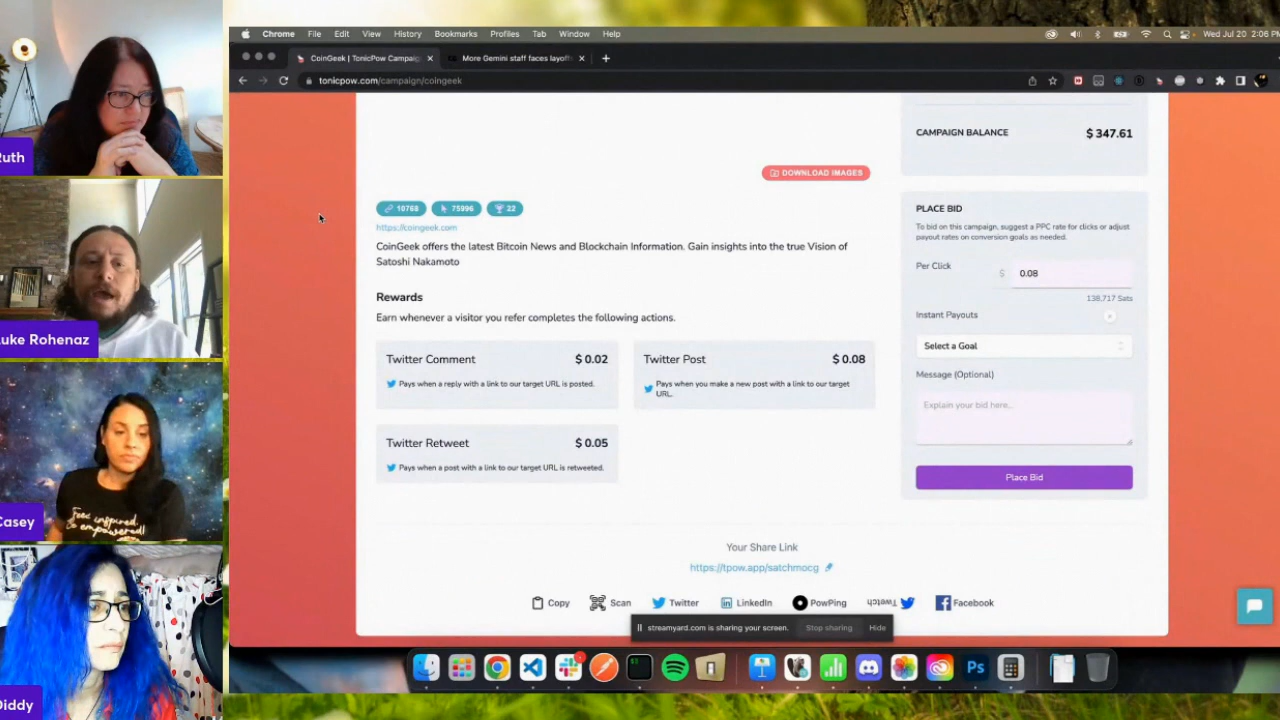 Ruth
Luke Rohenaz
Casey
Diddy
Feel inspired.
Chrome File Edit View History Bookmarks Profiles Tab Window Help
Wed Jul 20 2:06 PM
CoinGeek | TonicPow Campaig
More Gemini staff faces layoff
tonicpow.com/campaign/coingeek
CAMPAIGN BALANCE $ 347.61
DOWNLOAD IMAGES
10768 75996 22
https://coingeek.com
CoinGeek offers the latest Bitcoin News and Blockchain Information. Gain insights into the true Vision of
Satoshi Nakamoto
Rewards
Earn whenever a visitor you refer completes the following actions.
Twitter Comment $ 0.02
Pays when a reply with a link to our target URL is posted.
Twitter Post $ 0.08
Pays when you make a new post with a link to our target
URL.
Twitter Retweet $ 0.05
Pays when a post with a link to our target URL is retweeted.
PLACE BID
To bid on this campaign, suggest a PPC rate for clicks or adjust
payout rates on conversion goals as needed.
Per Click $ 0.08
138,717 Sats
Instant Payouts
Select a Goal
Message (Optional)
Explain your bid here..
Place Bid
Your Share Link
https://tpow.app/satchmocg
Copy Scan Twitter LinkedIn PowPing Twetch Facebook
streamyard.com is sharing your screen. Stop sharing Hide
Ps